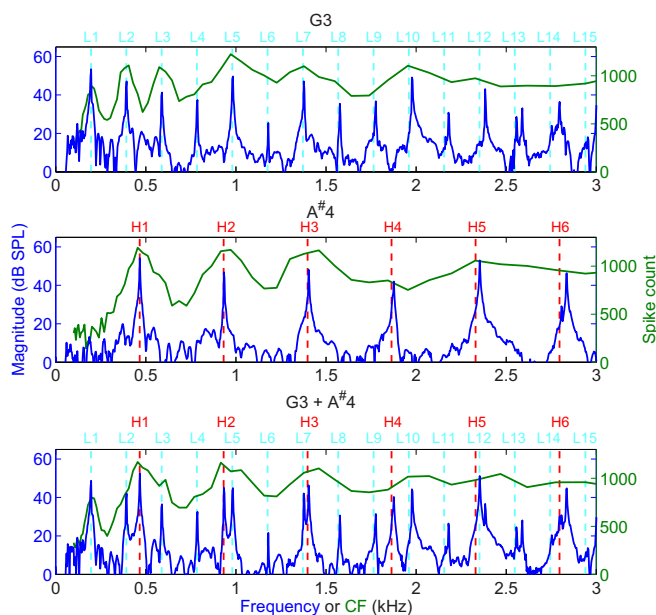 G3
L1 L2 L3 L4 L5 L6 L7 L8 L9 L10 L11 L12 L13 L14 L15
60
40
20
0
1000
500
0
0 0.5 1 1.5 2 2.5 3
A#4
H1 H2 H3 H4 H5 H6
Magnitude (dB SPL)
60
40
20
0
1000
500
0
Spike count
0 0.5 1 1.5 2 2.5 3
G3 + A#4
H1 H2 H3 H4 H5 H6
L1 L2 L3 L4 L5 L6 L7 L8 L9 L10 L11 L12 L13 L14 L15
60
40
20
0
1000
500
0
0 0.5 1 1.5 2 2.5 3
Frequency or CF (kHz)